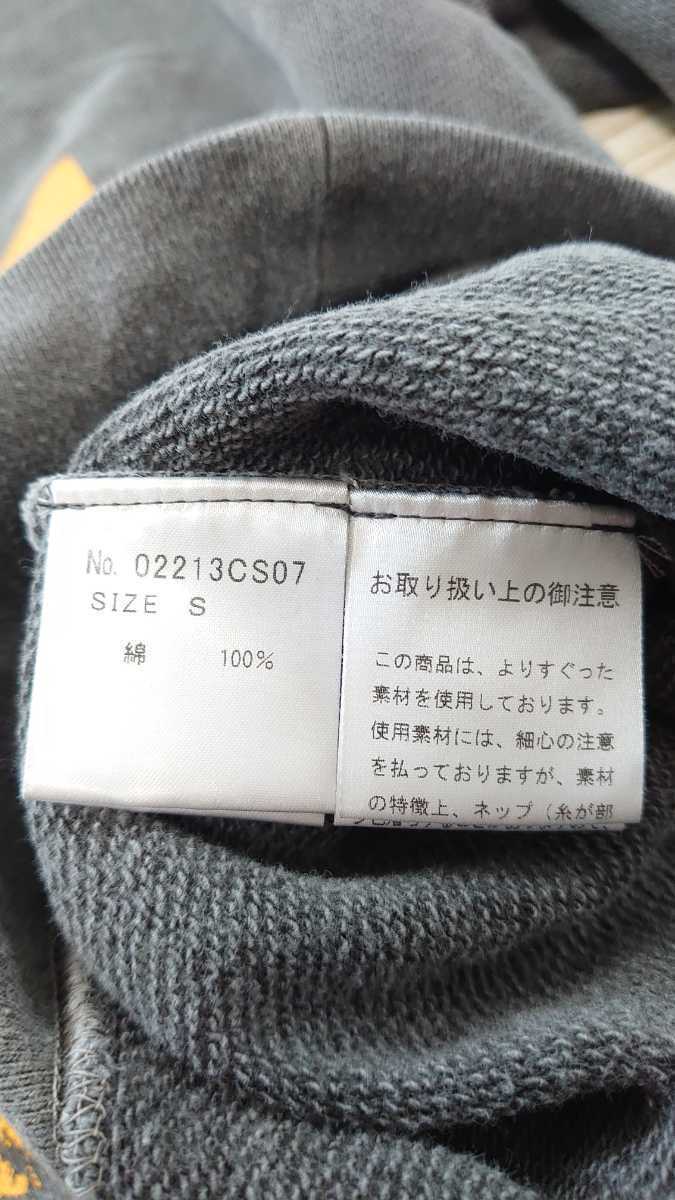 No. 02213CS07
SIZE S
綿 100%
お取り扱い上の御注意
この商品は、よりすぐった
素材を使用しております。
使用素材には、細心の注意
を払っておりますが、素材
の特徴上、ネップ（糸が部